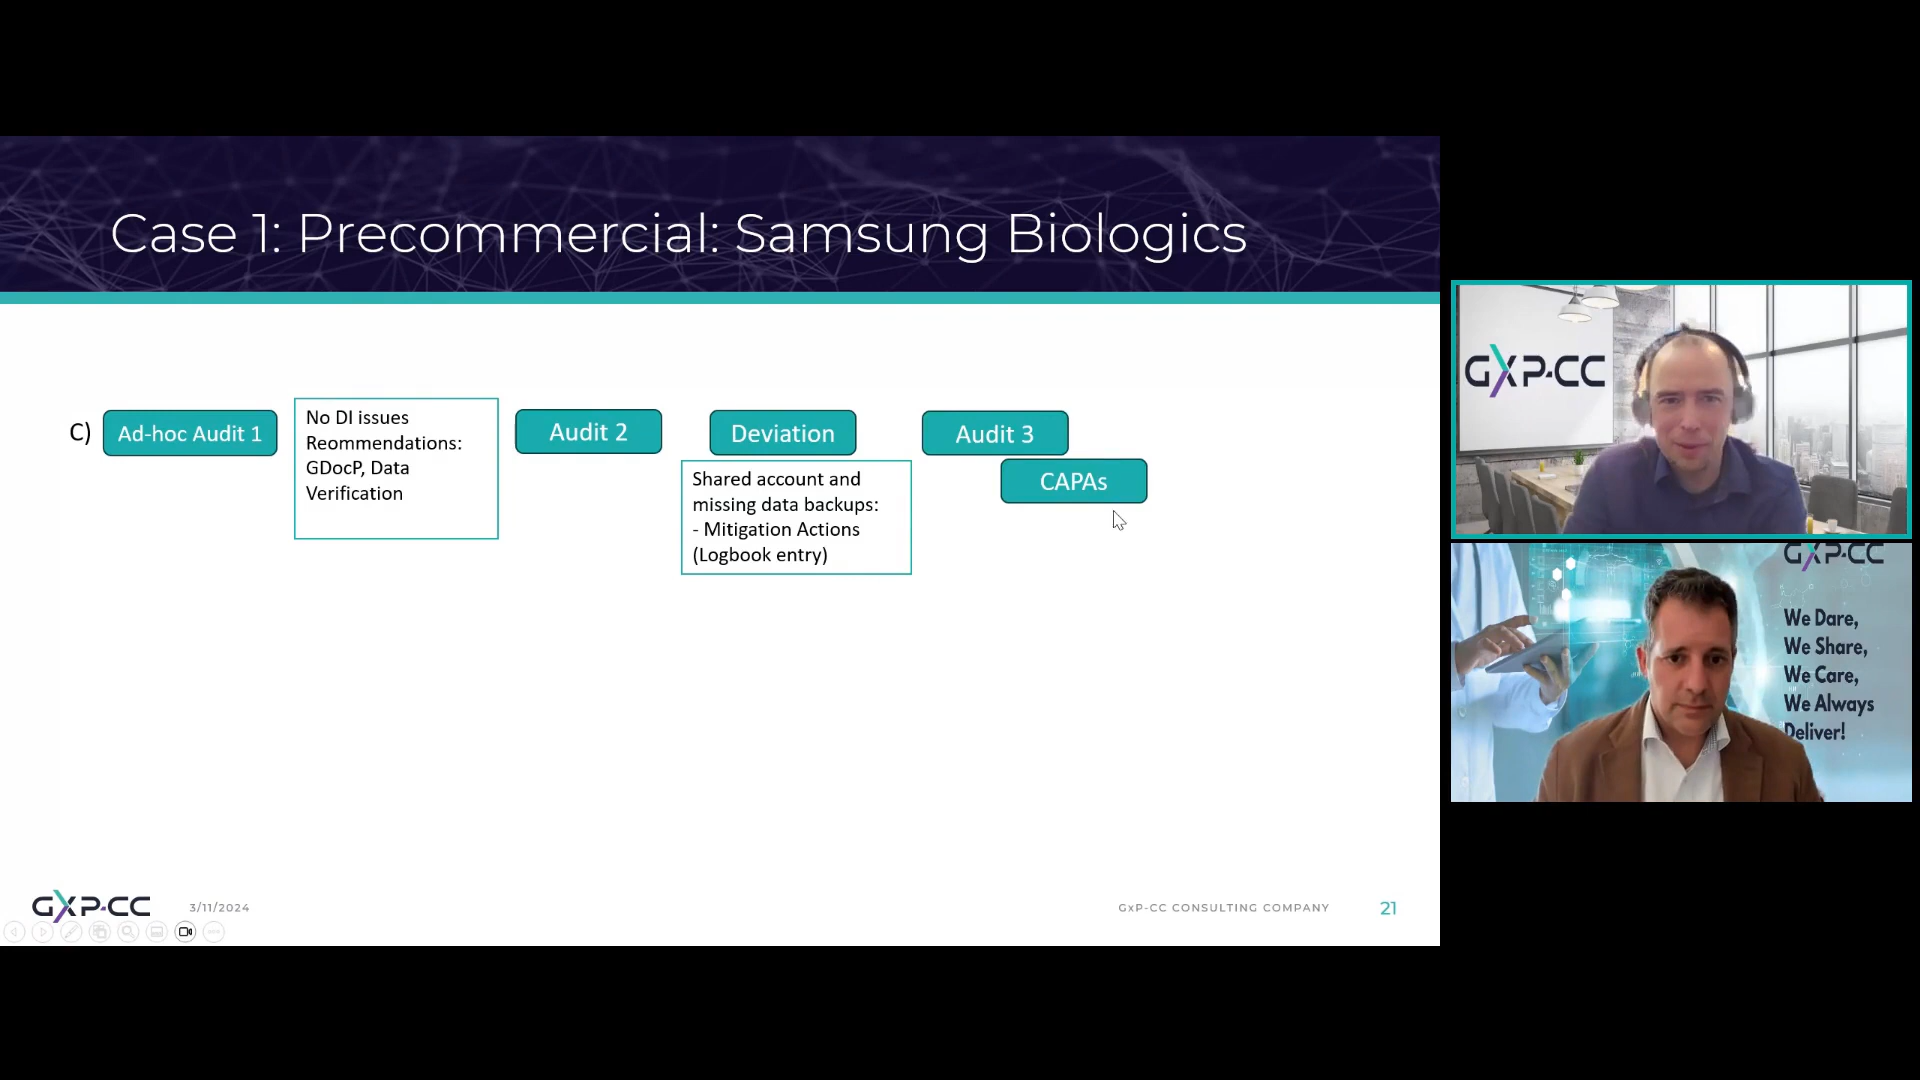 Case 1: Precommercial: Samsung Biologics
C)
Ad-hoc Audit 1
No DI issues
Reommendations:
GDocP, Data
Verification
Audit 2
Deviation
Shared account and
missing data backups:
- Mitigation Actions
(Logbook entry)
Audit 3
CAPAs
GXP-CC
3/11/2024
GxP-CC CONSULTING COMPANY
21
GXP-CC
GXP-CC
We Dare,
We Share,
We Care,
We Always
Deliver!